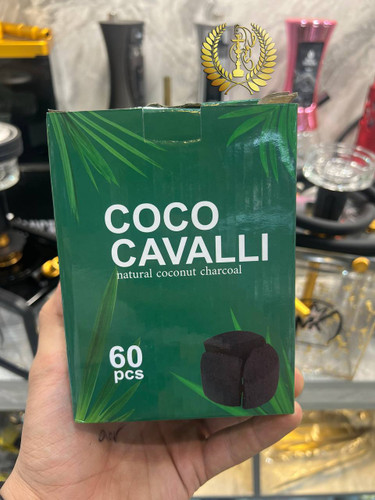 COCO
CAVALLI
natural coconut charcoal
60
pcs